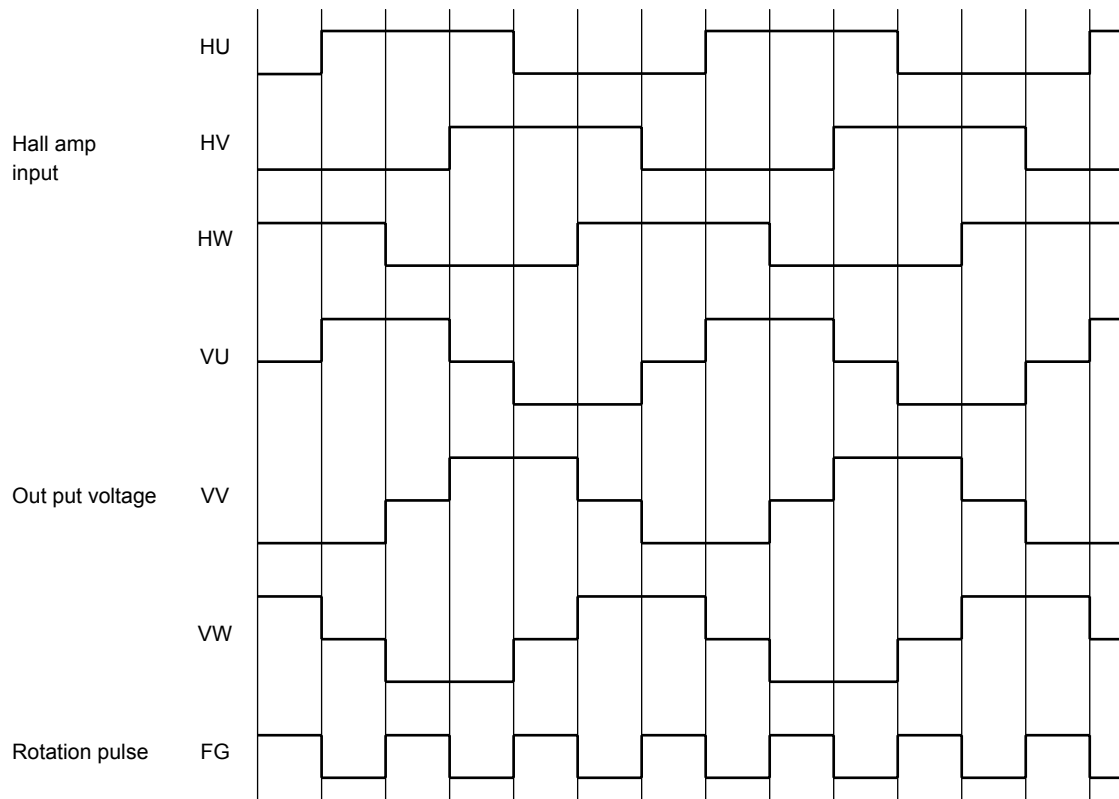 HU
Hall amp
input
HV
HW
VU
Out put voltage
VV
VW
Rotation pulse
FG